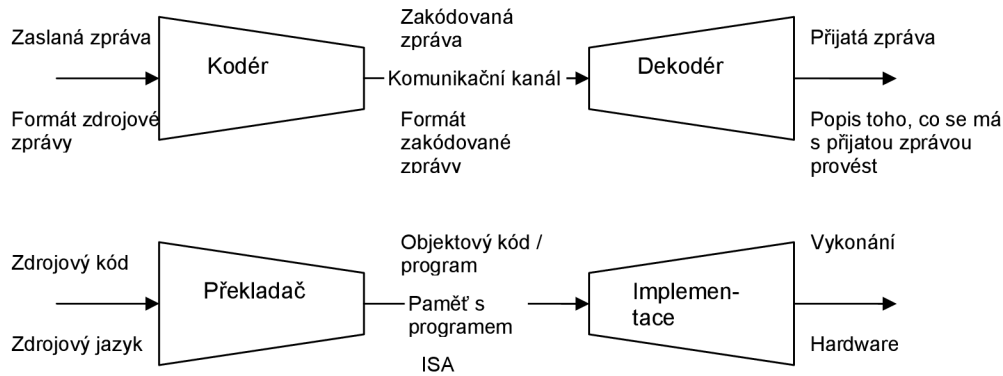 Zaslaná zpráva
Formát zdrojové
zprávy
Kodér
Zakódovaná
zpráva
Komunikační kanál
Formát
zakódované
zprávy
Dekodér
Přijatá zpráva
Popis toho, co se má
s přijatou zprávou
provést
Zdrojový kód
Zdrojový jazyk
Překladač
Objektový kód /
program
Paměť s
programem
ISA
Implemen-
tace
Vykonání
Hardware